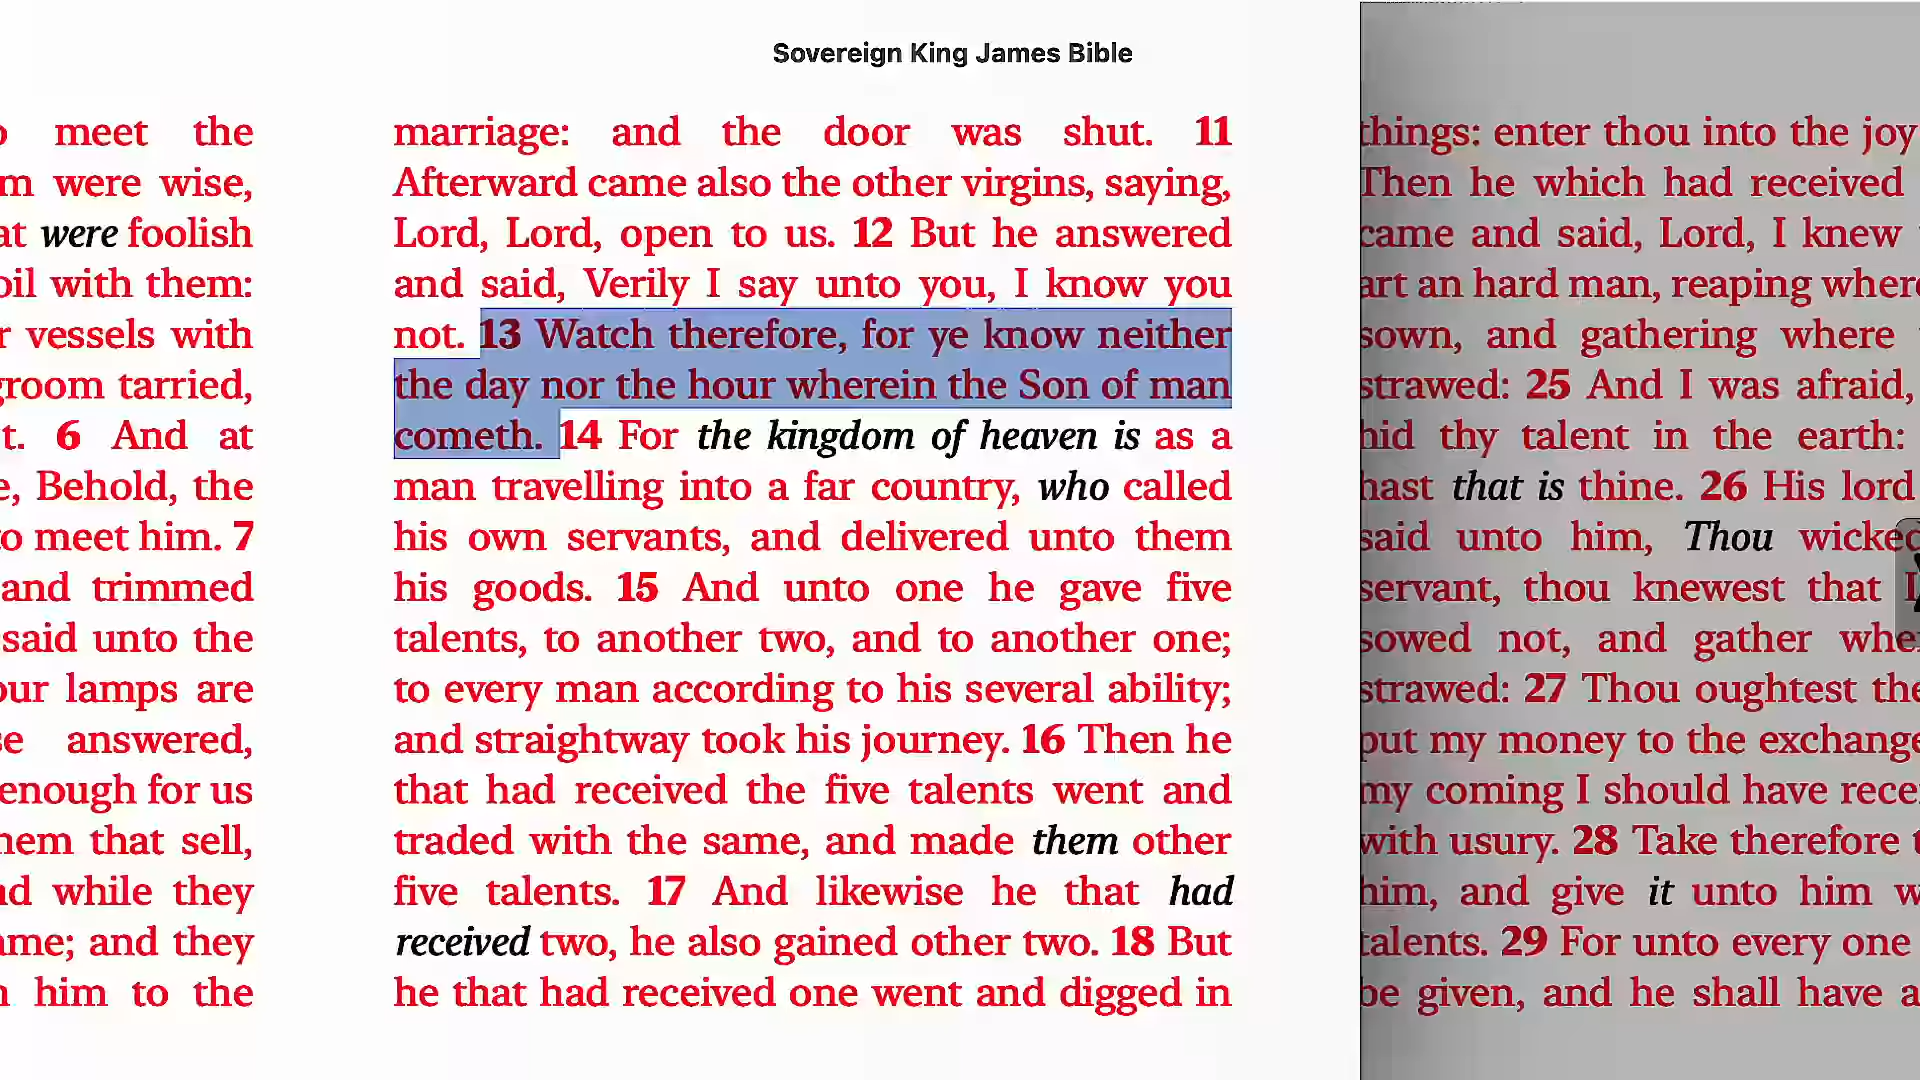 Sovereign King James Bible
meet the
were wise,
were foolish
with them:
vessels with
tarried,
6 And at
Behold, the
meet him. 7
and trimmed
said unto the
lamps are
answered,
enough for us
that sell,
while they
and they
him to the
marriage: and the door was shut. 11
Afterward came also the other virgins, saying,
Lord, Lord, open to us. 12 But he answered
and said, Verily I say unto you, I know you
not. 13 Watch therefore, for ye know neither
the day nor the hour wherein the Son of man
cometh. 14 For the kingdom of heaven is as a
man travelling into a far country, who called
his own servants, and delivered unto them
his goods. 15 And unto one he gave five
talents, to another two, and to another one;
to every man according to his several ability;
and straightway took his journey. 16 Then he
that had received the five talents went and
traded with the same, and made them other
five talents. 17 And likewise he that had
received two, he also gained other two. 18 But
he that had received one went and digged in
things: enter thou into the joy
Then he which had received
came and said, Lord, I knew
art an hard man, reaping
sown, and gathering where
strawed: 25 And I was afraid,
hid thy talent in the earth:
hast that is thine. 26 His lord
said unto him, Thou
servant, thou knewest that I
sowed not, and gather
strawed: 27 Thou oughtest
put my money to the
my coming I should have
with usury. 28 Take therefore
him, and give it unto him
talents. 29 For unto every one
be given, and he shall have